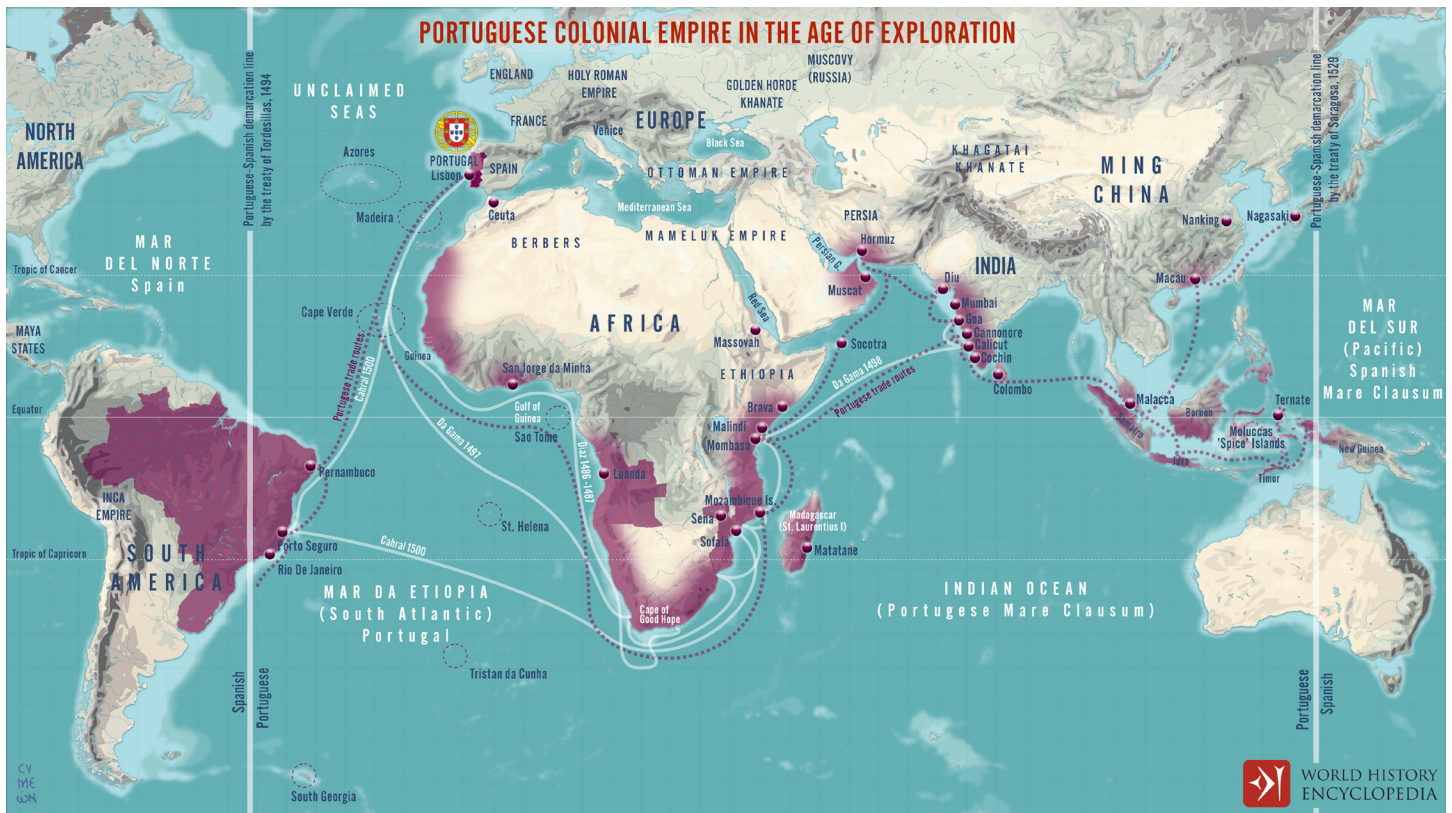 PORTUGUESE COLONIAL EMPIRE IN THE AGE OF EXPLORATION
Portuguese-Spanish demarcation line
by the treaty of Tordesillas, 1494
UNCLAIMED
SEAS
ENGLAND
HOLY ROMAN
EMPIRE
MUSCOVY
(RUSSIA)
GOLDEN HORDE
KHANATE
Portuguese-Spanish demarcation line
by the treaty of Saragosa, 1529
NORTH
AMERICA
FRANCE
Venice
EUROPE
Black Sea
Azores
PORTUGAL
Lisbon
SPAIN
OTTOMAN EMPIRE
KHAGATAI
KHANATE
MING
CHINA
Madeira
Ceuta
Mediterranean Sea
PERSIA
Nanking
Nagasaki
MAR
DEL NORTE
Spain
BERBERS
MAMELUK EMPIRE
Persian G.
Hormuz
INDIA
Tropic of Cancer
Muscat
Diu
Macau
Cape Verde
Red Sea
Mumbai
MAYA
STATES
AFRICA
Massovah
Socotra
Goa
Cannonore
Calicut
Cochin
MAR
DEL SUR
(Pacific)
Spanish
Mare Clausum
Guinea
Portugese trade routes
Cabral 1500
San Jorge da Minha
ETHIOPIA
Da Gama 1498
Portugese trade routes
Colombo
Equator
Gulf of
Guinea
Sao Tome
Brava
Malindi
Mombasa
Malacca
Sumatra
Borneo
Ternate
Moluccas
'Spice' Islands
Da Gama 1497
Diaz 1486-1487
Java
Timor
New Guinea
Pernambuco
Luanda
INCA
EMPIRE
St. Helena
Mozambique Is.
Sena
Sofala
Madagascar
(St. Laurentius I)
Matatane
Porto Seguro
Cabral 1500
Tropic of Capricorn
SOUTH
AMERICA
Rio De Janeiro
MAR DA ETIOPIA
(South Atlantic)
Portugal
Cape of
Good Hope
INDIAN OCEAN
(Portugese Mare Clausum)
Tristan da Cunha
Spanish
Portuguese
Portuguese
Spanish
South Georgia
WORLD HISTORY
ENCYCLOPEDIA